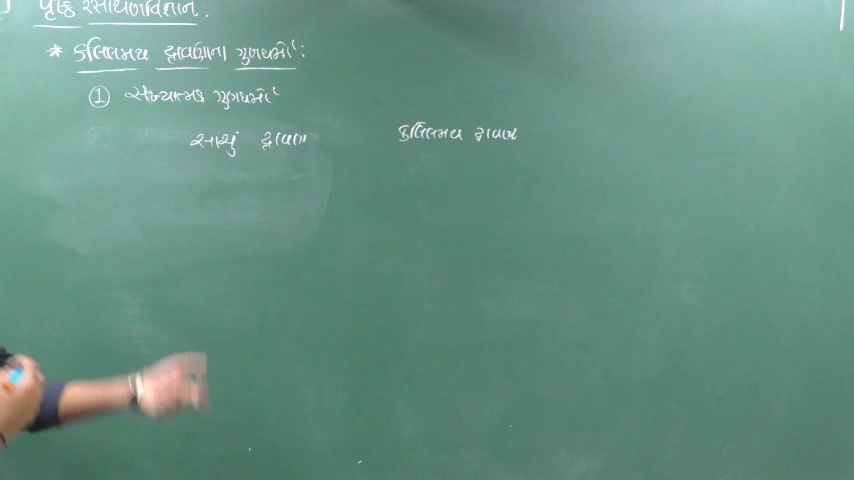 પૃષ્ઠ રસાયણવિજ્ઞાન.
* કલિલમય દ્રાવણોના ગુણધર્મો:
① સંખ્યાત્મક ગુણધર્મો
સાચું દ્રાવણ કલિલમય દ્રાવણ